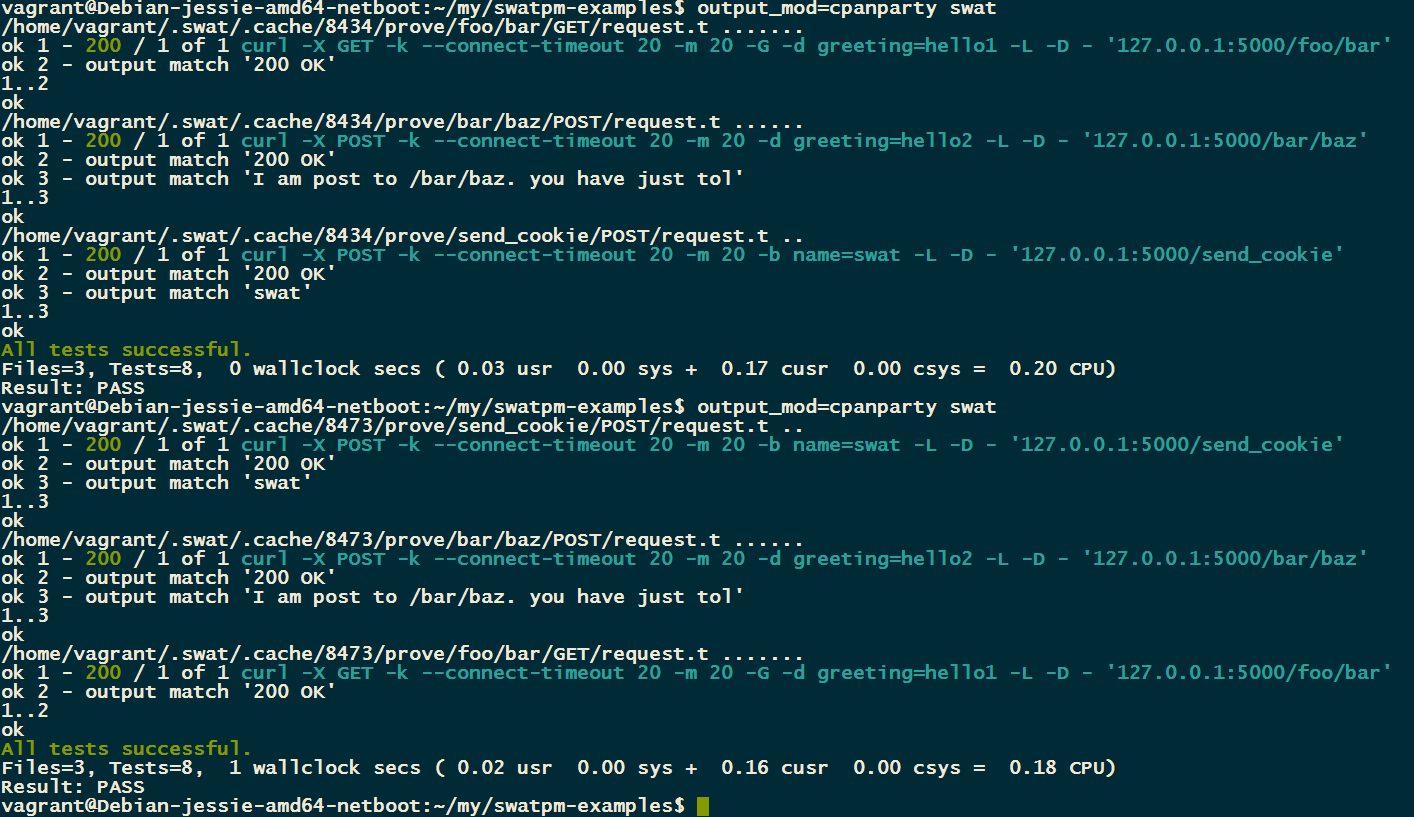 vagrant@Debian-jessie-amd64-netboot:~/my/swatpm-examples$ output_mod=cpanparty swat
/home/vagrant/.swat/.cache/8434/prove/foo/bar/GET/request.t .......
ok 1 - 200 / 1 of 1 curl -X GET -k --connect-timeout 20 -m 20 -G -d greeting=hello1 -L -D - '127.0.0.1:5000/foo/bar'
ok 2 - output match '200 OK'
1..2
ok
/home/vagrant/.swat/.cache/8434/prove/bar/baz/POST/request.t ......
ok 1 - 200 / 1 of 1 curl -X POST -k --connect-timeout 20 -m 20 -d greeting=hello2 -L -D - '127.0.0.1:5000/bar/baz'
ok 2 - output match '200 OK'
ok 3 - output match 'I am post to /bar/baz. you have just tol'
1..3
ok
/home/vagrant/.swat/.cache/8434/prove/send_cookie/POST/request.t ..
ok 1 - 200 / 1 of 1 curl -X POST -k --connect-timeout 20 -m 20 -b name=swat -L -D - '127.0.0.1:5000/send_cookie'
ok 2 - output match '200 OK'
ok 3 - output match 'swat'
1..3
ok
All tests successful.
Files=3, Tests=8,  0 wallclock secs ( 0.03 usr  0.00 sys +  0.17 cusr  0.00 csys =  0.20 CPU)
Result: PASS
vagrant@Debian-jessie-amd64-netboot:~/my/swatpm-examples$ output_mod=cpanparty swat
/home/vagrant/.swat/.cache/8473/prove/send_cookie/POST/request.t ..
ok 1 - 200 / 1 of 1 curl -X POST -k --connect-timeout 20 -m 20 -b name=swat -L -D - '127.0.0.1:5000/send_cookie'
ok 2 - output match '200 OK'
ok 3 - output match 'swat'
1..3
ok
/home/vagrant/.swat/.cache/8473/prove/bar/baz/POST/request.t ......
ok 1 - 200 / 1 of 1 curl -X POST -k --connect-timeout 20 -m 20 -d greeting=hello2 -L -D - '127.0.0.1:5000/bar/baz'
ok 2 - output match '200 OK'
ok 3 - output match 'I am post to /bar/baz. you have just tol'
1..3
ok
/home/vagrant/.swat/.cache/8473/prove/foo/bar/GET/request.t .......
ok 1 - 200 / 1 of 1 curl -X GET -k --connect-timeout 20 -m 20 -G -d greeting=hello1 -L -D - '127.0.0.1:5000/foo/bar'
ok 2 - output match '200 OK'
1..2
ok
All tests successful.
Files=3, Tests=8,  1 wallclock secs ( 0.02 usr  0.00 sys +  0.16 cusr  0.00 csys =  0.18 CPU)
Result: PASS
vagrant@Debian-jessie-amd64-netboot:~/my/swatpm-examples$